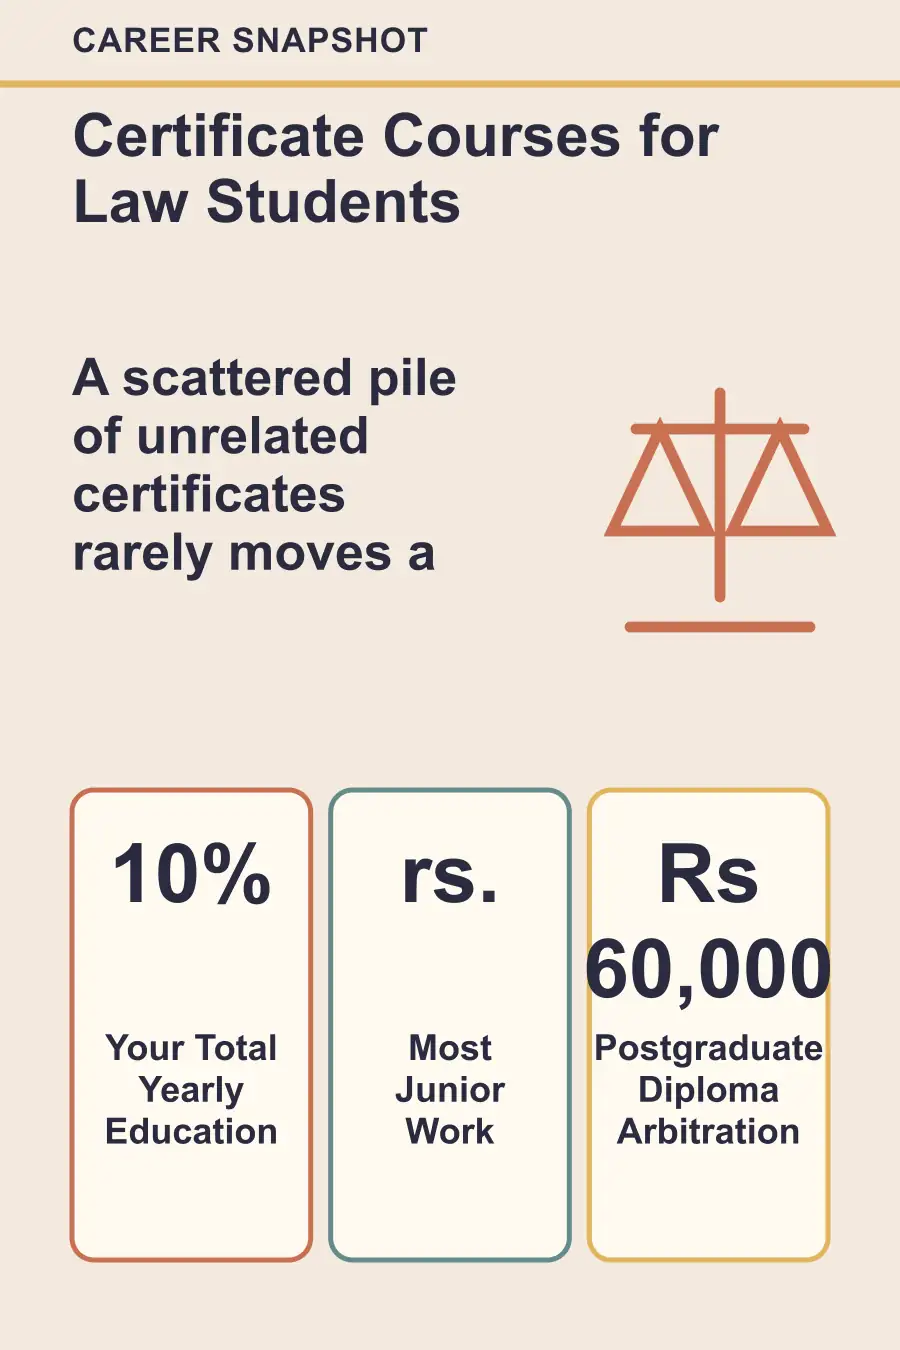 CAREER SNAPSHOT
Certificate Courses for
Law Students
A scattered pile
of unrelated
certificates
rarely moves a
10%
Your Total
Yearly
Education
rs.
Most
Junior
Work
Rs
60,000
Postgraduate
Diploma
Arbitration